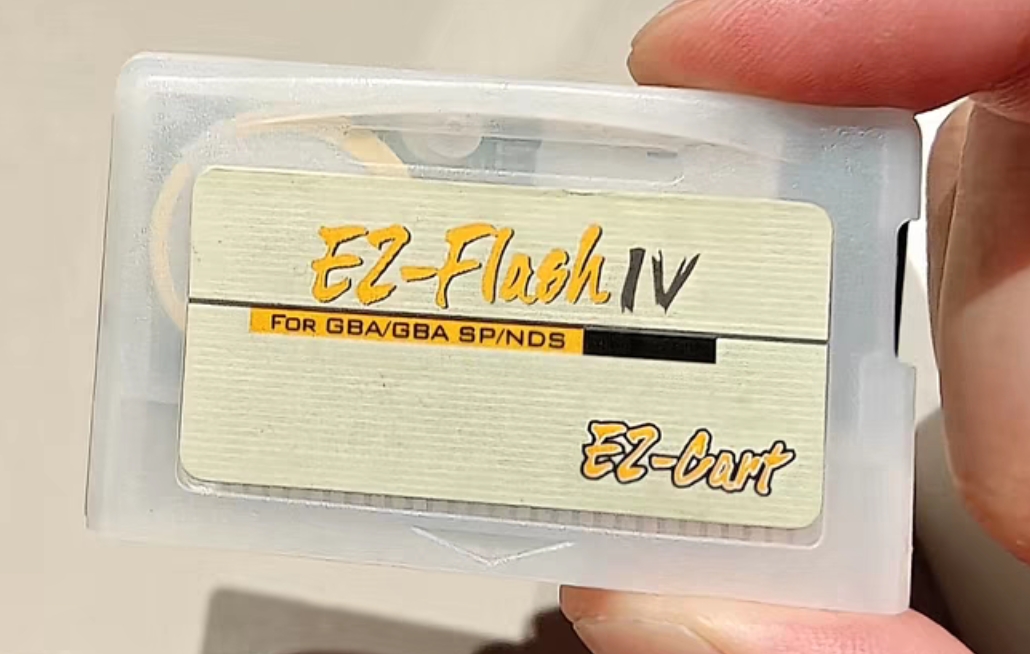 EZ-Flash IV
FOR GBA/GBA SP/NDS
EZ-Cart